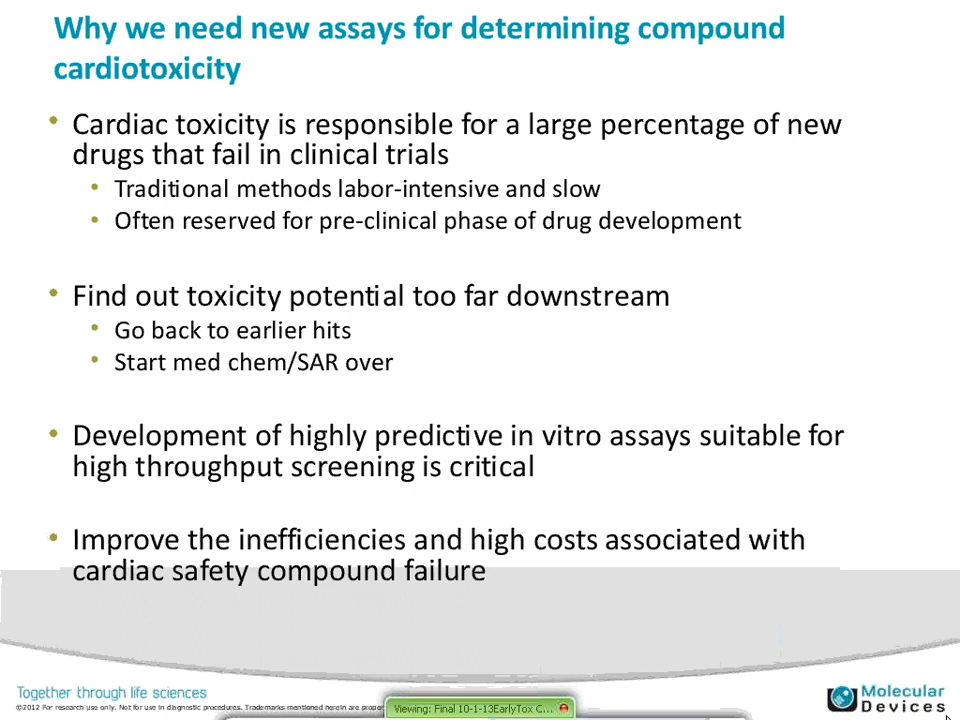 Why we need new assays for determining compound
cardiotoxicity
• Cardiac toxicity is responsible for a large percentage of new
drugs that fail in clinical trials
• Traditional methods labor-intensive and slow
• Often reserved for pre-clinical phase of drug development
• Find out toxicity potential too far downstream
• Go back to earlier hits
• Start med chem/SAR over
• Development of highly predictive in vitro assays suitable for
high throughput screening is critical
• Improve the inefficiencies and high costs associated with
cardiac safety compound failure
Together through life sciences
©2012 For research use only. Not for use in diagnostic procedures. Trademarks mentioned herein are
Viewing: Final 10-1-13EarlyTox C...
Molecular
Devices